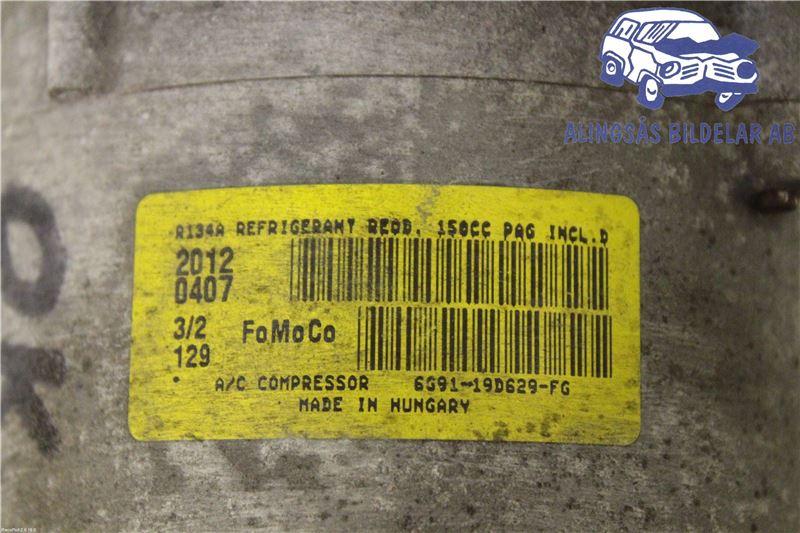 ALINGSÅS BILDELAR AB
R134A REFRIGERANT REQD. 150CC PAG INCL.D
2012
0407
3/2 FoMoCo
129
A/C COMPRESSOR 6G91-19D629-FG
MADE IN HUNGARY
OK